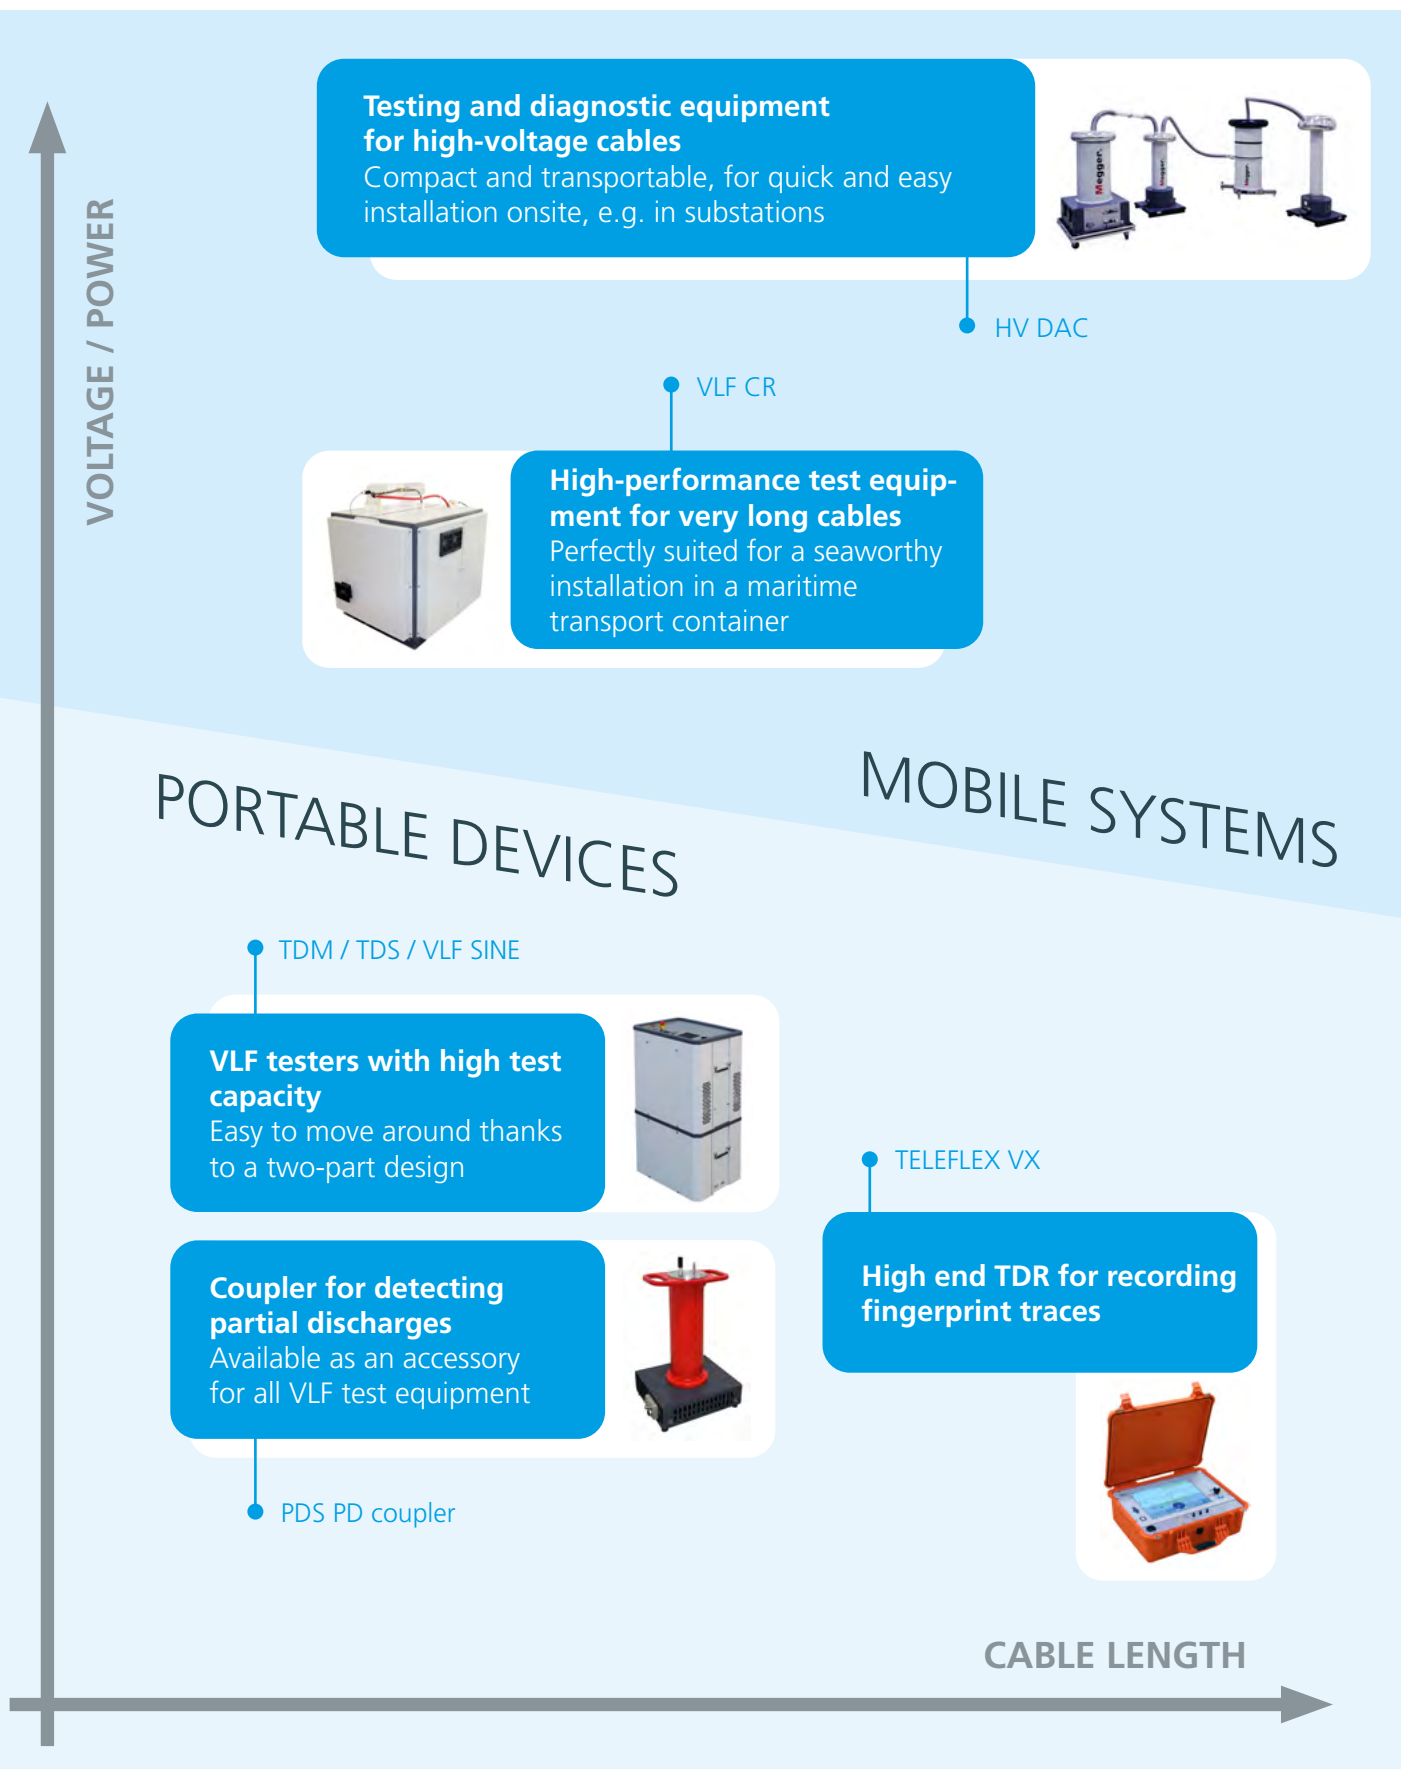 Testing and diagnostic equipment
for high-voltage cables
Compact and transportable, for quick and easy
installation onsite, e.g. in substations
Megger.
Megger.
Megger.
HV DAC
VOLTAGE / POWER
VLF CR
High-performance test equip-
ment for very long cables
Perfectly suited for a seaworthy
installation in a maritime
transport container
PORTABLE DEVICES
MOBILE SYSTEMS
TDM / TDS / VLF SINE
VLF testers with high test
capacity
Easy to move around thanks
to a two-part design
TELEFLEX VX
High end TDR for recording
fingerprint traces
Coupler for detecting
partial discharges
Available as an accessory
for all VLF test equipment
PDS PD coupler
CABLE LENGTH